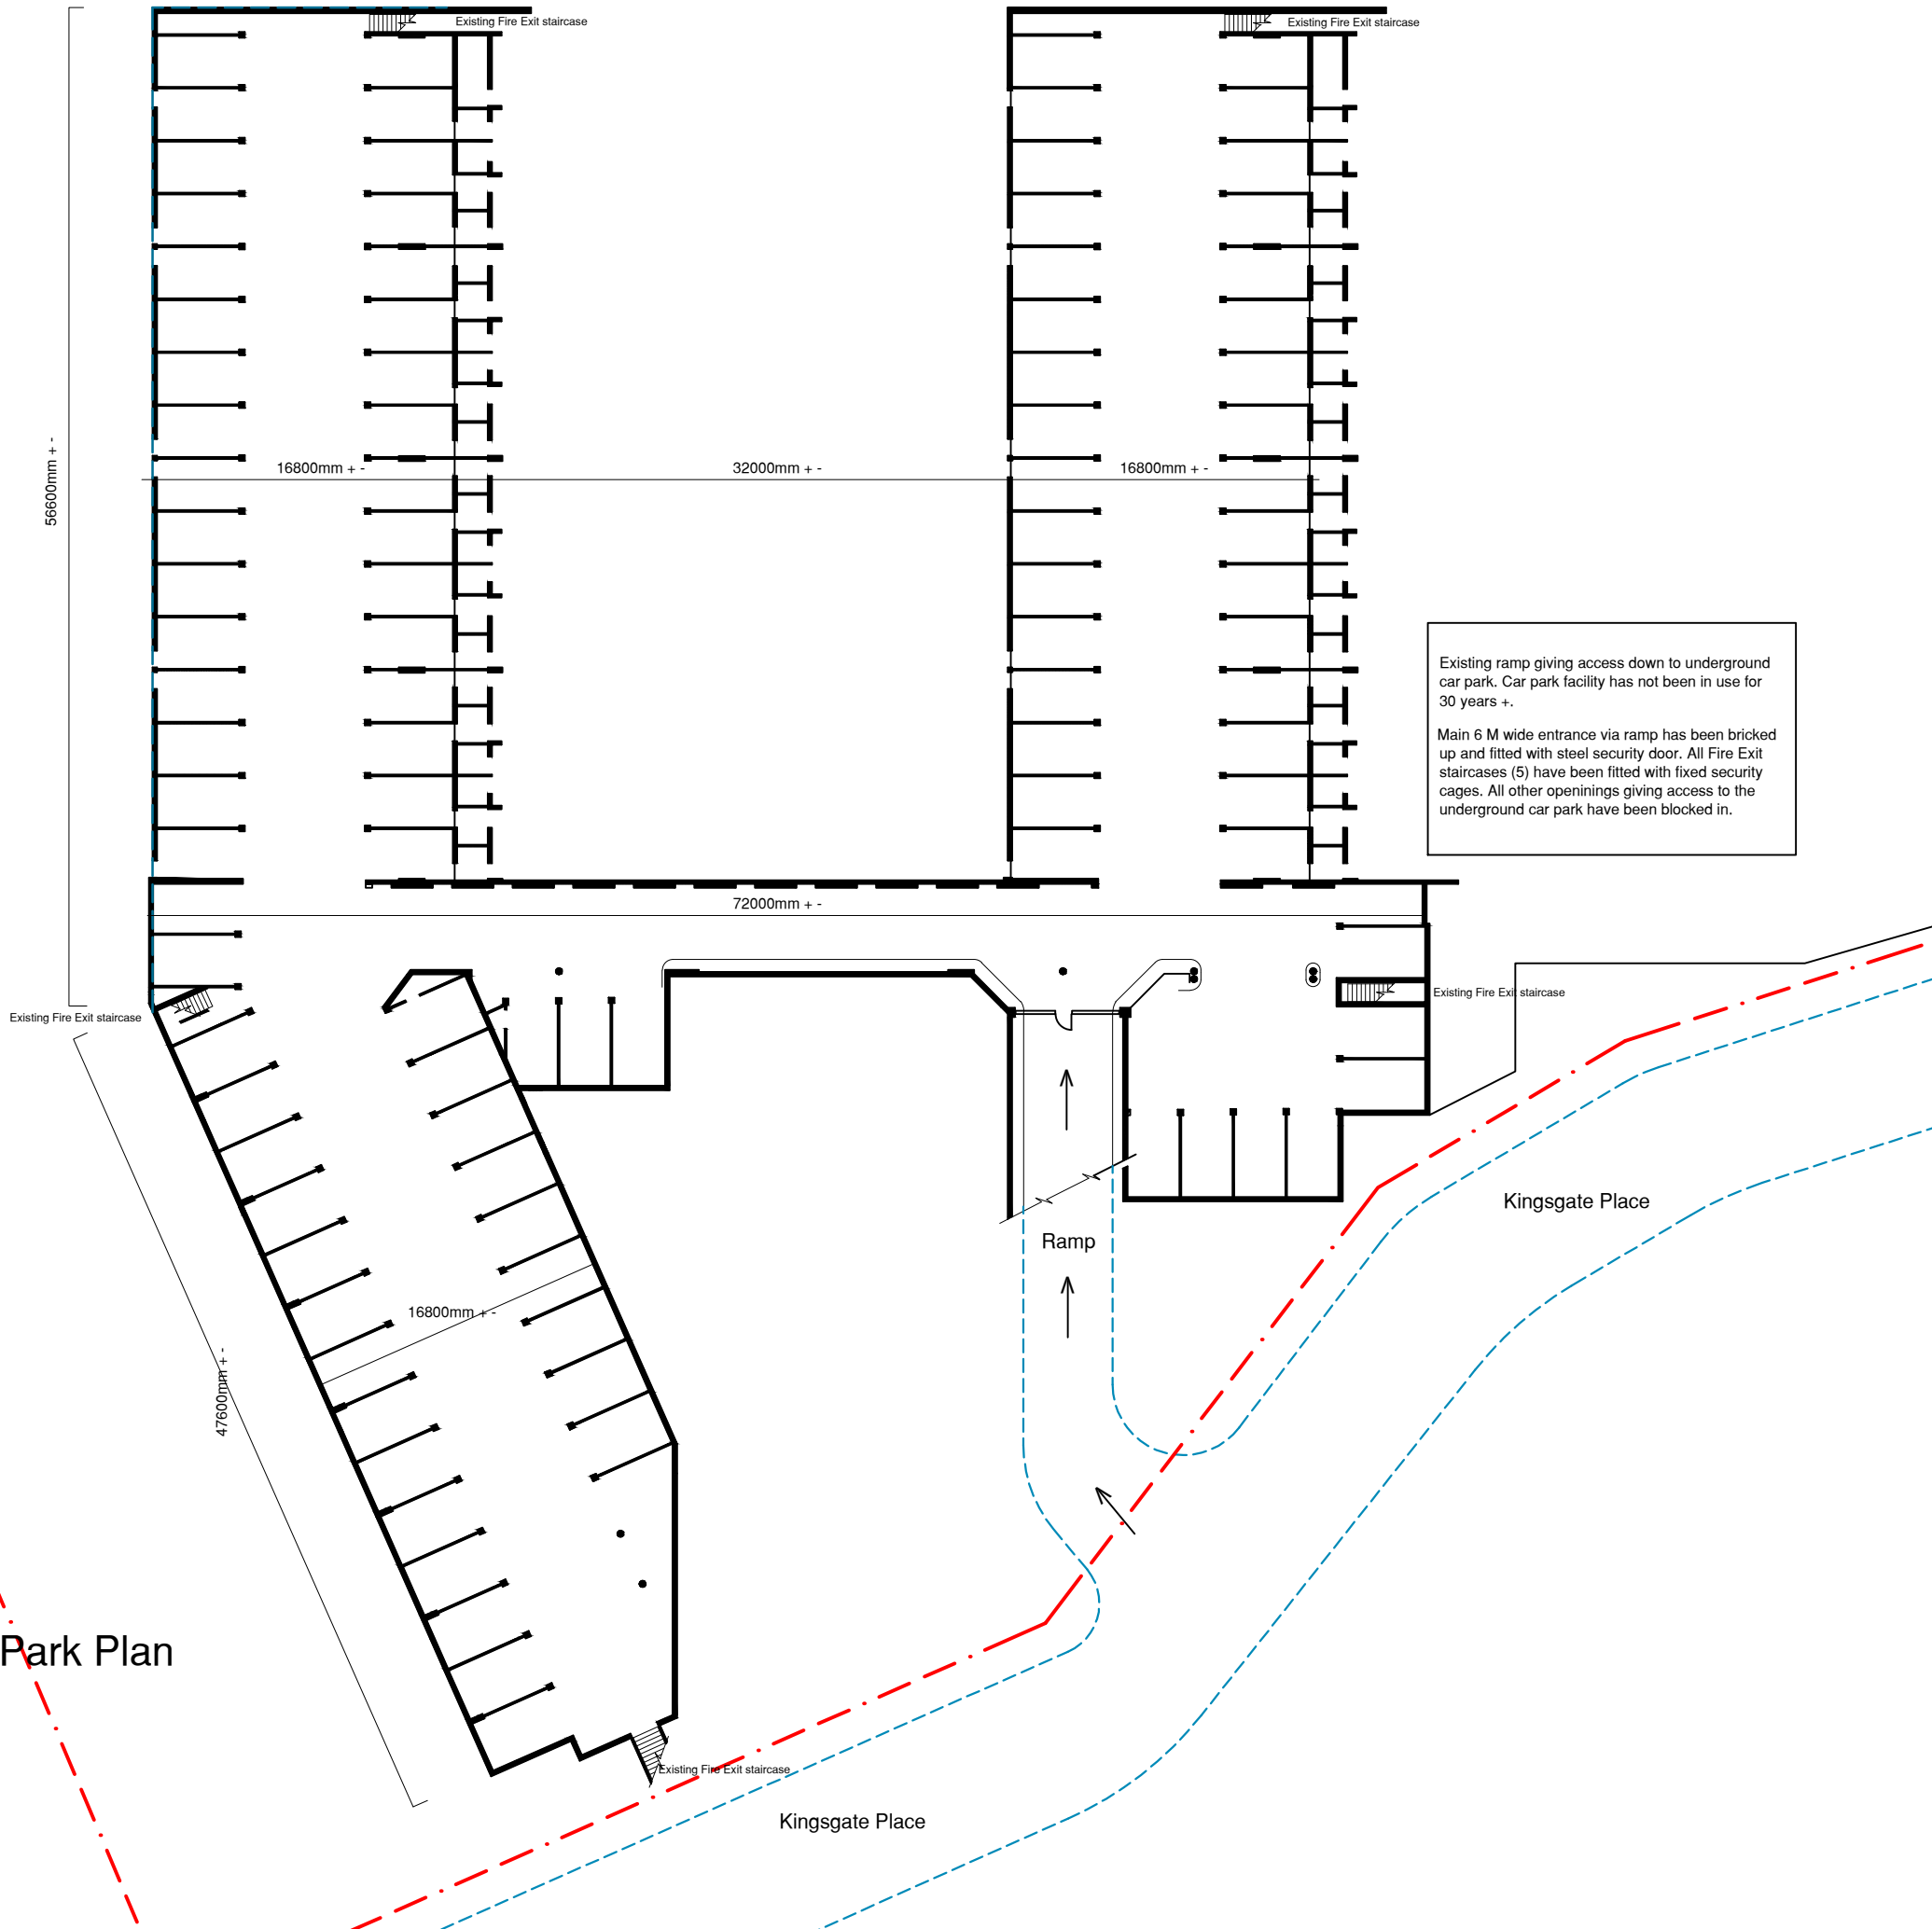 Existing Fire Exit staircase
Existing Fire Exit staircase
56600mm + -
16800mm + -
32000mm + -
16800mm + -
Existing ramp giving access down to underground
car park. Car park facility has not been in use for
30 years +.
Main 6 M wide entrance via ramp has been bricked
up and fitted with steel security door. All Fire Exit
staircases (5) have been fitted with fixed security
cages. All other openinings giving access to the
underground car park have been blocked in.
72000mm + -
Existing Fire Exit staircase
Existing Fire Exit staircase
Kingsgate Place
Ramp
16800mm + -
47600mm + -
Park Plan
Existing Fire Exit staircase
Kingsgate Place